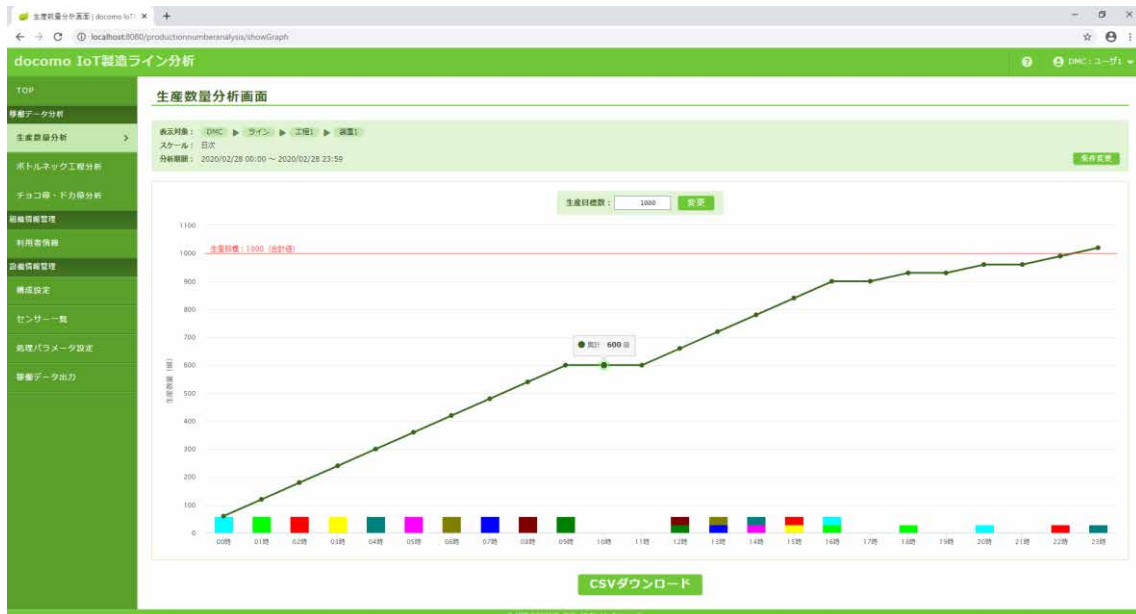 生産数量分析画面 | docomo IoT
localhost:8080/productionnumberanalysis/showGraph
docomo IoT製造ライン分析
DMC：ユーザ1
TOP
稼働データ分析
生産数量分析
ボトルネック工程分析
チョコ停・ドカ停分析
組織情報管理
利用者情報
設備情報管理
構成設定
センサー一覧
処理パラメータ設定
稼働データ出力
生産数量分析画面
表示対象： DMC ▶ ライン ▶ 工程1 ▶ 装置1
スケール： 日次
分析期間： 2020/02/28 00:00 ～ 2020/02/28 23:59
条件変更
生産目標数： 1000 変更
生産目標：1000（合計値）
生産数量（個）
1100
1000
900
800
700
600
500
400
300
200
100
0
累計 600 個
00時 01時 02時 03時 04時 05時 06時 07時 08時 09時 10時 11時 12時 13時 14時 15時 16時 17時 18時 19時 20時 21時 22時 23時
CSVダウンロード